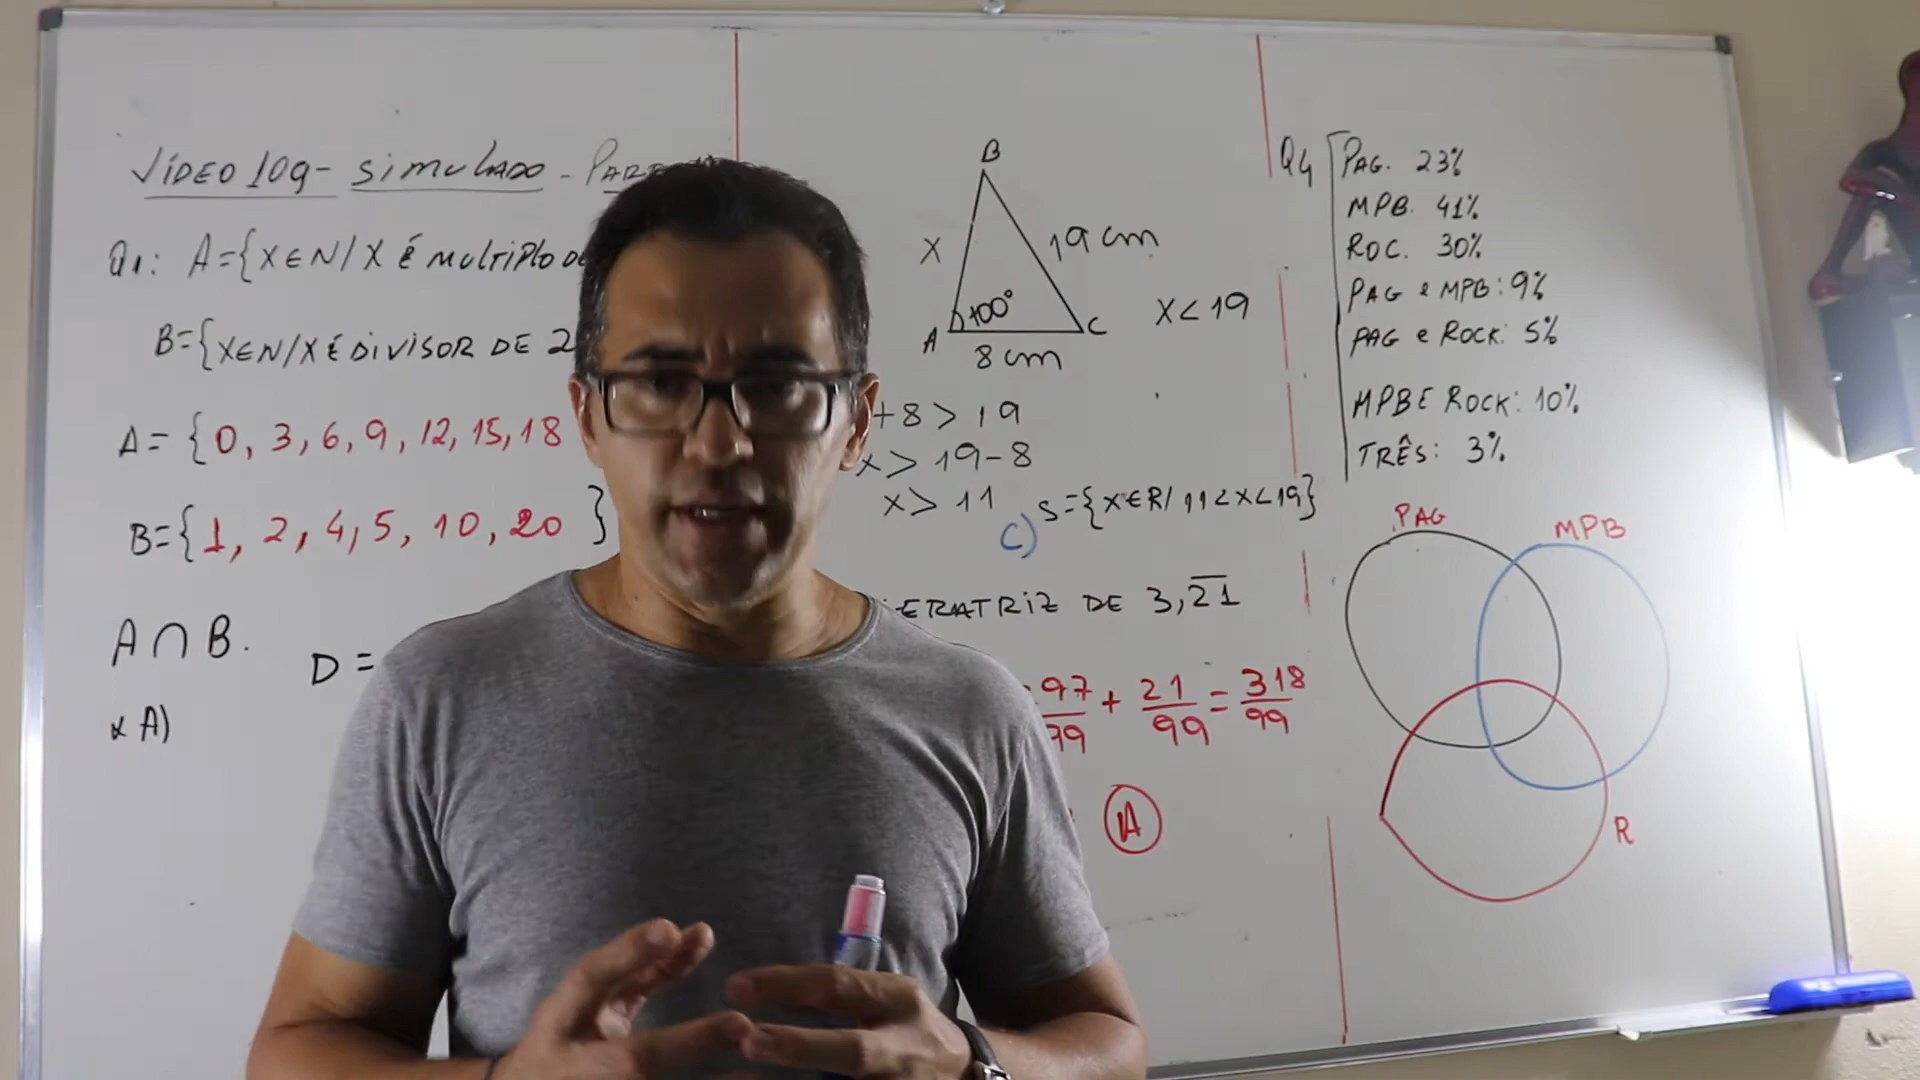 VÍDEO 109 - SIMULADO - PAR
Q1: A={X∈N/ X É MULTIPLO DE
B={X∈N/X É DIVISOR DE 2
A = {0, 3, 6, 9, 12, 15, 18
B={1, 2, 4, 5, 10, 20 }
A ∩ B.
D =
x A)
B
X
19 cm
100°
A
C
8 cm
X < 19
+8 > 19
x > 19-8
x > 11
C) S={X∈R/ 11<X<19}
ERATRIZ DE 3,2̅1̅
97/99 + 21/99 = 318/99
A
Q4
PAG. 23%
MPB. 41%
ROC. 30%
PAG e MPB: 9%
PAG e ROCK: 5%
MPB E ROCK: 10%
TRÊS: 3%
PAG
MPB
R